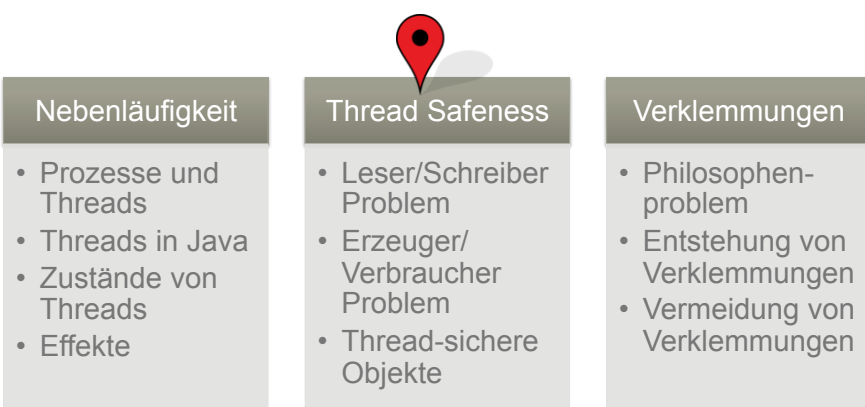 Nebenläufigkeit
• Prozesse und
Threads
• Threads in Java
• Zustände von
Threads
• Effekte
Thread Safeness
• Leser/Schreiber
Problem
• Erzeuger/
Verbraucher
Problem
• Thread-sichere
Objekte
Verklemmungen
• Philosophen-
problem
• Entstehung von
Verklemmungen
• Vermeidung von
Verklemmungen